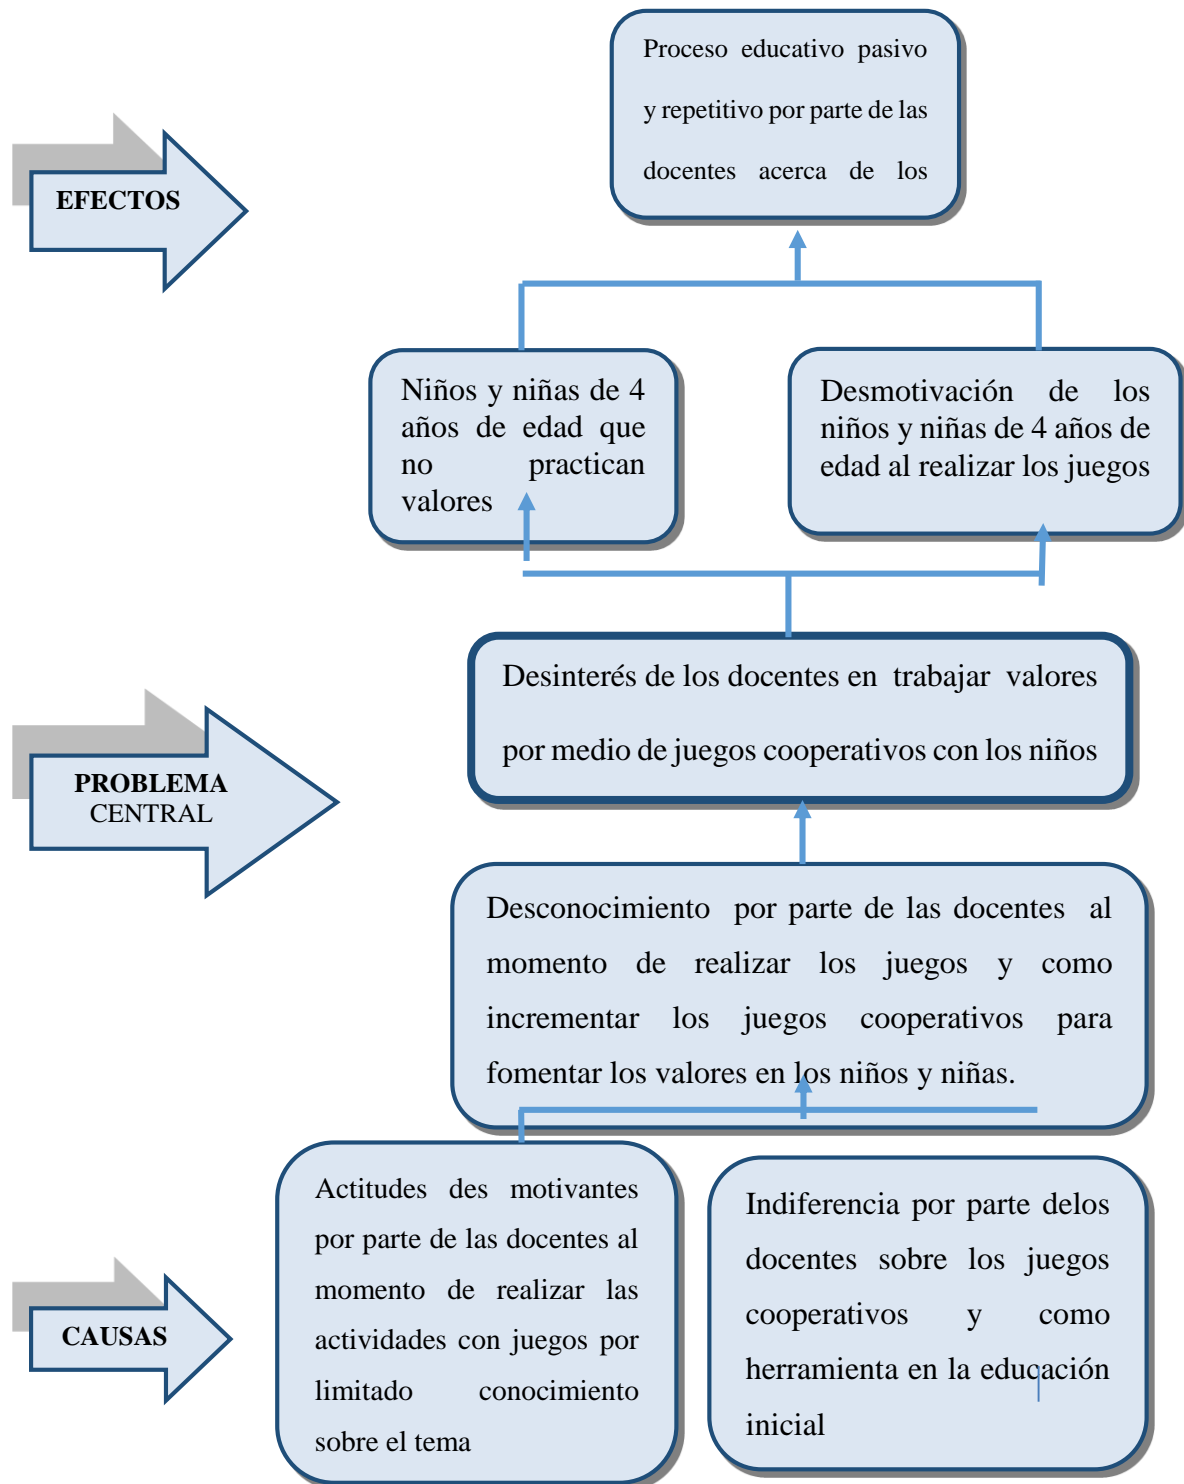 Proceso educativo pasivo
y repetitivo por parte de las
docentes acerca de los
EFECTOS
Niños y niñas de 4
años de edad que
no practican
valores
Desmotivación de los
niños y niñas de 4 años de
edad al realizar los juegos
Desinterés de los docentes en trabajar valores
por medio de juegos cooperativos con los niños
PROBLEMA
CENTRAL
Desconocimiento por parte de las docentes al
momento de realizar los juegos y como
incrementar los juegos cooperativos para
fomentar los valores en los niños y niñas.
Actitudes des motivantes
por parte de las docentes al
momento de realizar las
actividades con juegos por
limitado conocimiento
sobre el tema
Indiferencia por parte delos
docentes sobre los juegos
cooperativos y como
herramienta en la educación
inicial
CAUSAS